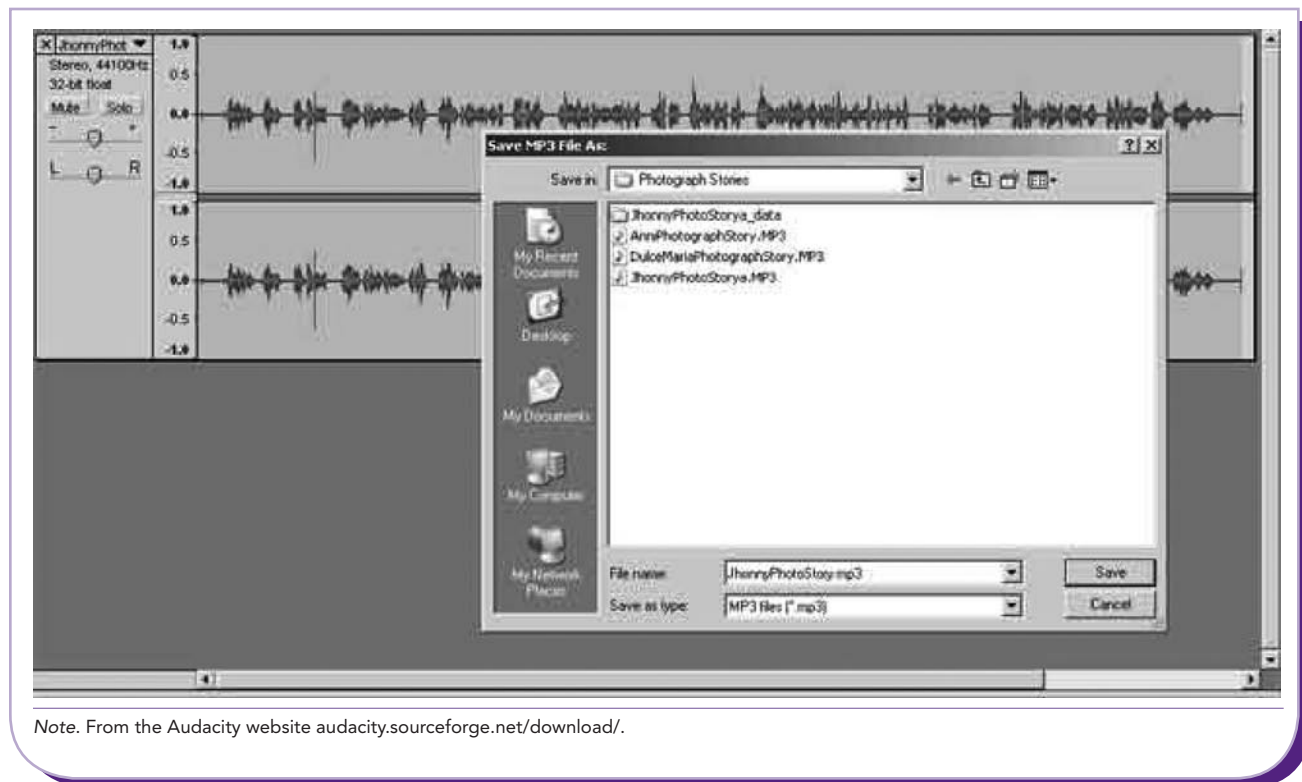 X JhonnyPhot
Stereo, 44100Hz
32-bit float
Mute Solo
- +
L R
1.0
0.5
0.0
-0.5
-1.0
1.0
0.5
0.0
-0.5
-1.0
Save MP3 File As:
? X
Save in: Photograph Stories
My Recent
Documents
Desktop
My Documents
My Computer
My Network
Places
JhonnyPhotoStorya_data
AnnPhotographStory.MP3
DulceMariaPhotographStory.MP3
JhonnyPhotoStorya.MP3
File name: JhonnyPhotoStory.mp3
Save
Save as type: MP3 files (*.mp3)
Cancel
Note. From the Audacity website audacity.sourceforge.net/download/.